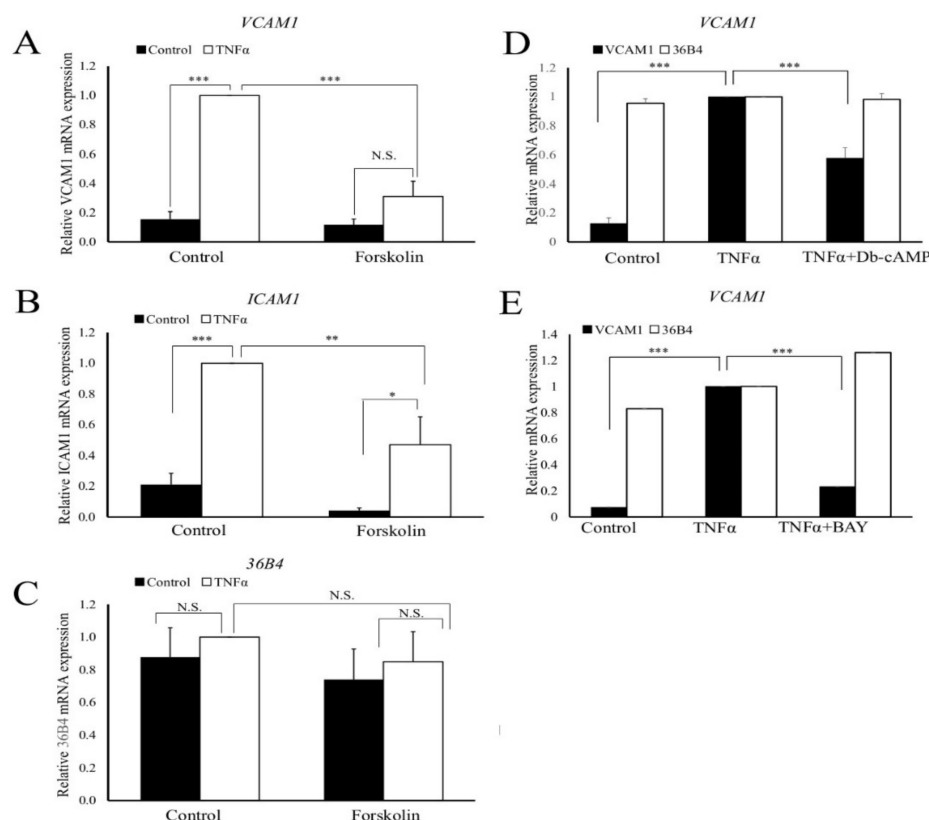 A
VCAM1
Control TNFα
Relative VCAM1 mRNA expression
1.2
1.0
0.8
0.6
0.4
0.2
0.0
***
***
N.S.
Control Forskolin
B
ICAM1
Control TNFα
Relative ICAM1 mRNA expression
1.2
1.0
0.8
0.6
0.4
0.2
0.0
***
**
*
Control Forskolin
C
36B4
Control TNFα
Relative 36B4 mRNA expression
1.2
1.0
0.8
0.6
0.4
0.2
0.0
N.S.
N.S.
N.S.
Control Forskolin
D
VCAM1
VCAM1 36B4
Relative mRNA expression
1.2
1
0.8
0.6
0.4
0.2
0
***
***
Control TNFα TNFα+Db-cAMP
E
VCAM1
VCAM1 36B4
Relative mRNA expression
1.4
1.2
1
0.8
0.6
0.4
0.2
0
***
***
Control TNFα TNFα+BAY